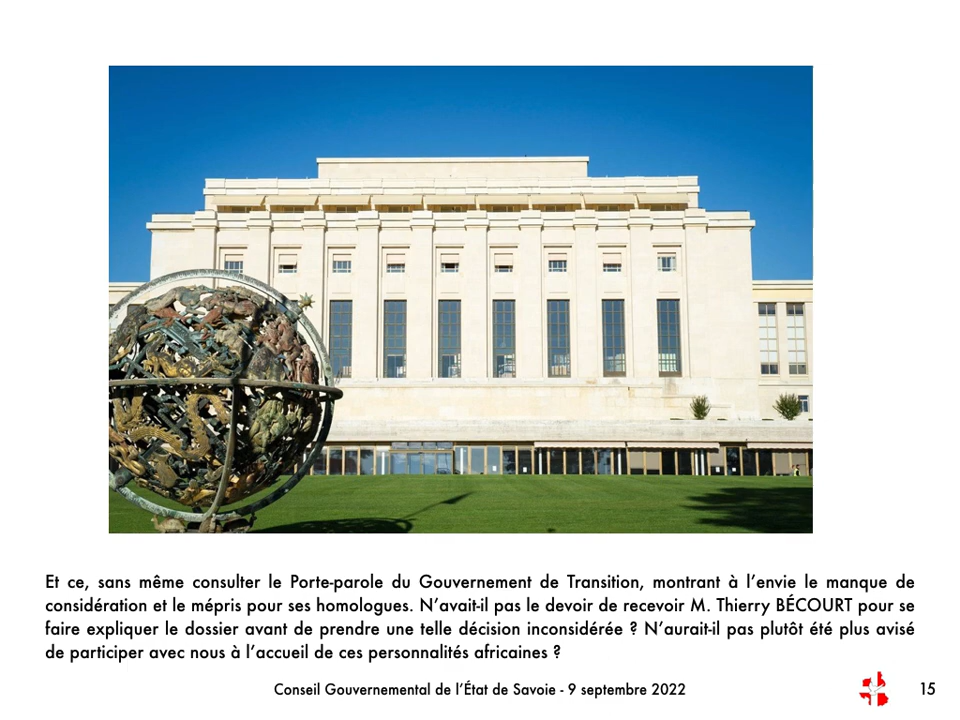 Et ce, sans même consulter le Porte-parole du Gouvernement de Transition, montrant à l’envie le manque de
considération et le mépris pour ses homologues. N’avait-il pas le devoir de recevoir M. Thierry BÉCOURT pour se
faire expliquer le dossier avant de prendre une telle décision inconsidérée ? N’aurait-il pas plutôt été plus avisé
de participer avec nous à l’accueil de ces personnalités africaines ?
Conseil Gouvernemental de l’État de Savoie - 9 septembre 2022
15